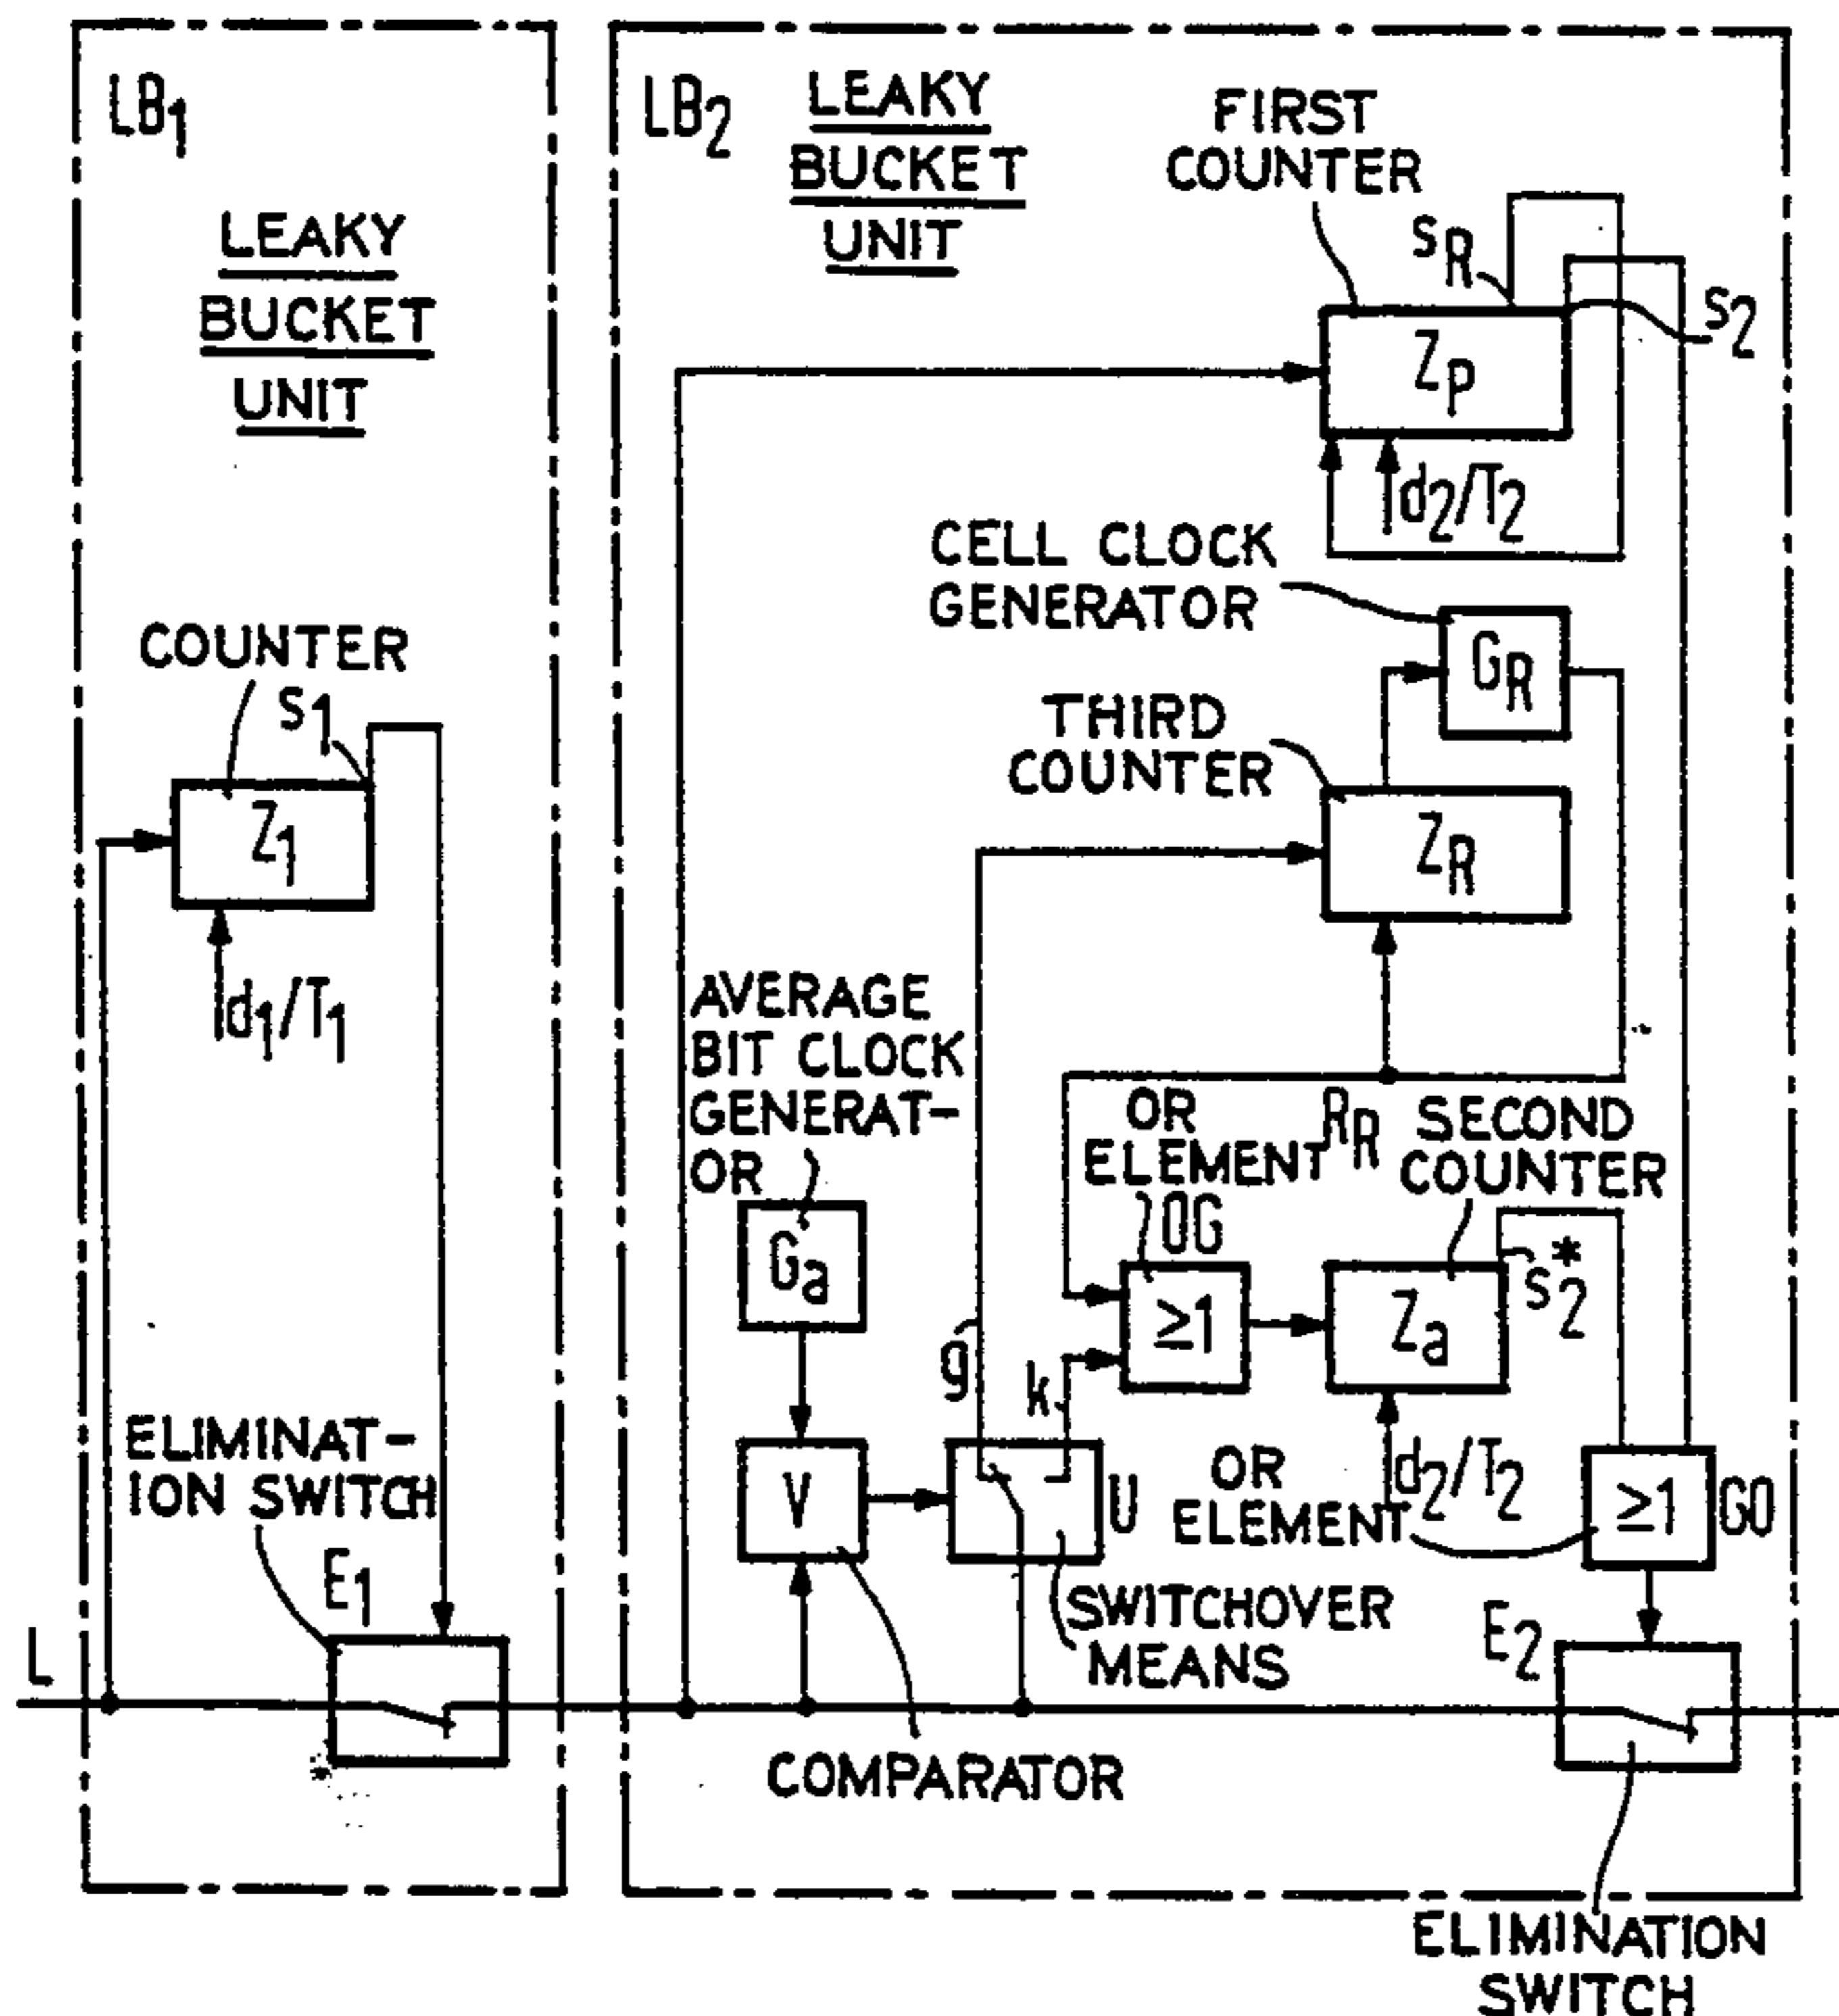 LB1
LEAKY
BUCKET
UNIT
COUNTER
S1
Z1
d1/T1
ELIMINAT-
ION SWITCH
E1
L
LB2
LEAKY
BUCKET
UNIT
FIRST
COUNTER
SR
S2
ZP
d2/T2
CELL CLOCK
GENERATOR
GR
THIRD
COUNTER
ZR
AVERAGE
BIT CLOCK
GENERAT-
OR
Ga
OR
ELEMENT
OG
RR
SECOND
COUNTER
≥1
Za
S2*
g
k
V
U
OR
ELEMENT
d2/T2
≥1
GO
SWITCHOVER
MEANS
E2
COMPARATOR
ELIMINATION
SWITCH